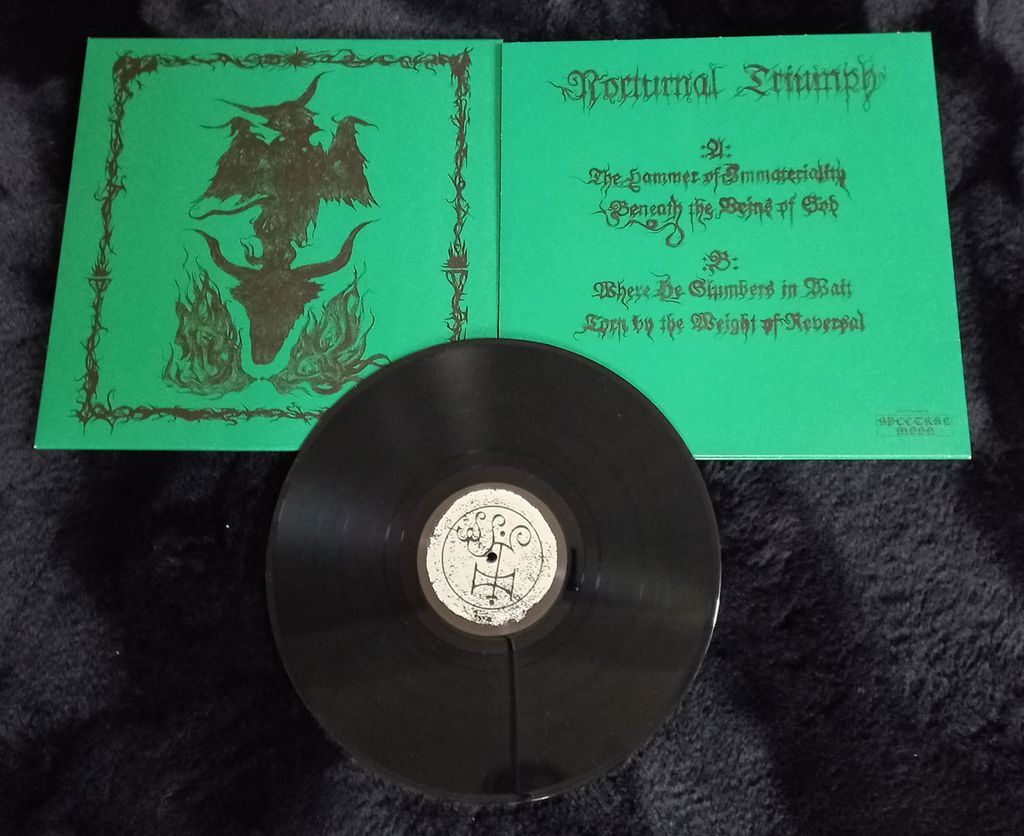 Nocturnal Triumph
:A:
The Hammer of Immateriality
Beneath the Veins of God
:B:
Where He Slumbers in Wait
Torn by the Weight of Reversal
SPECTRAL
MOON